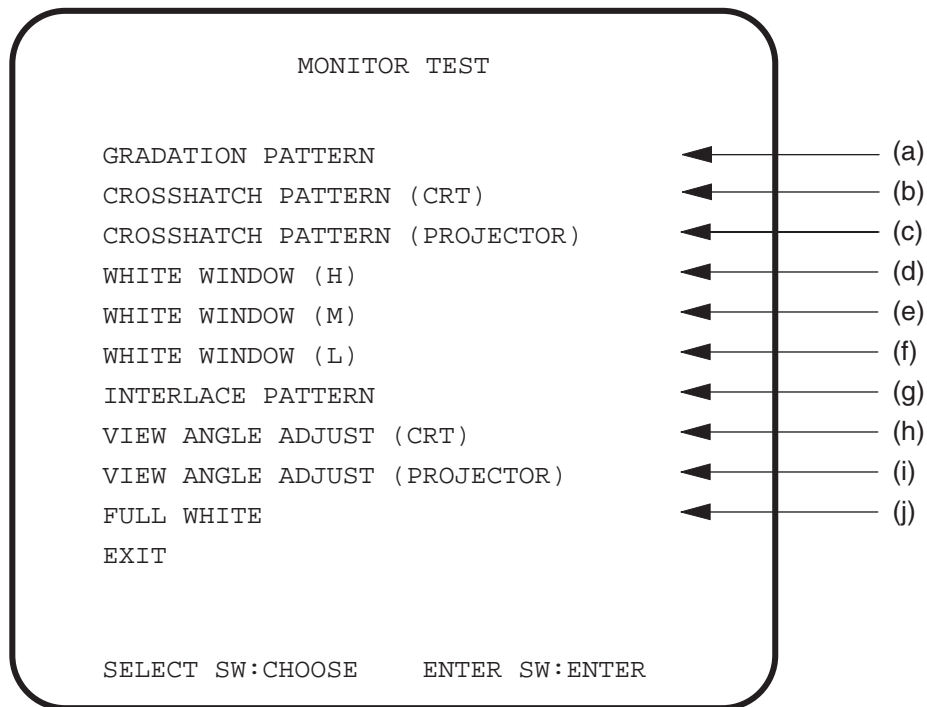 MONITOR TEST
GRADATION PATTERN (a)
CROSSHATCH PATTERN (CRT) (b)
CROSSHATCH PATTERN (PROJECTOR) (c)
WHITE WINDOW (H) (d)
WHITE WINDOW (M) (e)
WHITE WINDOW (L) (f)
INTERLACE PATTERN (g)
VIEW ANGLE ADJUST (CRT) (h)
VIEW ANGLE ADJUST (PROJECTOR) (i)
FULL WHITE (j)
EXIT
SELECT SW:CHOOSE ENTER SW:ENTER